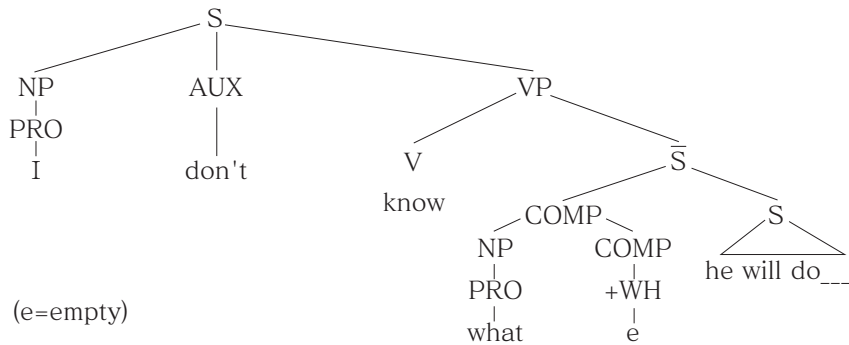 S
NP AUX VP
PRO
I don't V S̄
know
COMP S
NP COMP
he will do___
PRO +WH
(e=empty)
what e